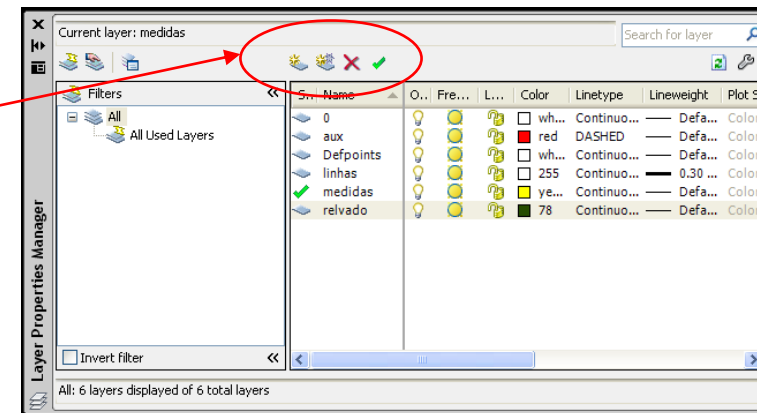 Current layer: medidas
Search for layer
Filters
All
All Used Layers
Invert filter
S.. Name O.. Fre... L... Color Linetype Lineweight Plot S
0 wh... Continuo... Defa... Color
aux red DASHED Defa... Color
Defpoints wh... Continuo... Defa... Color
linhas 255 Continuo... 0.30 ... Color
medidas ye... Continuo... Defa... Color
relvado 78 Continuo... Defa... Color
All: 6 layers displayed of 6 total layers
Layer Properties Manager